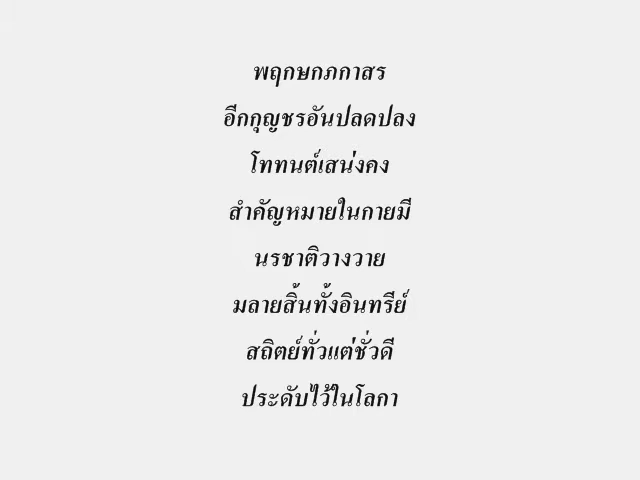 พฤกษกภกาสร
อีกกุญชรอันปลดปลง
โททนต์เสน่งคง
สำคัญหมายในกายมี
นรชาติวางวาย
มลายสิ้นทั้งอินทรีย์
สถิตย์ทั่วแต่ชั่วดี
ประดับไว้ในโลกา